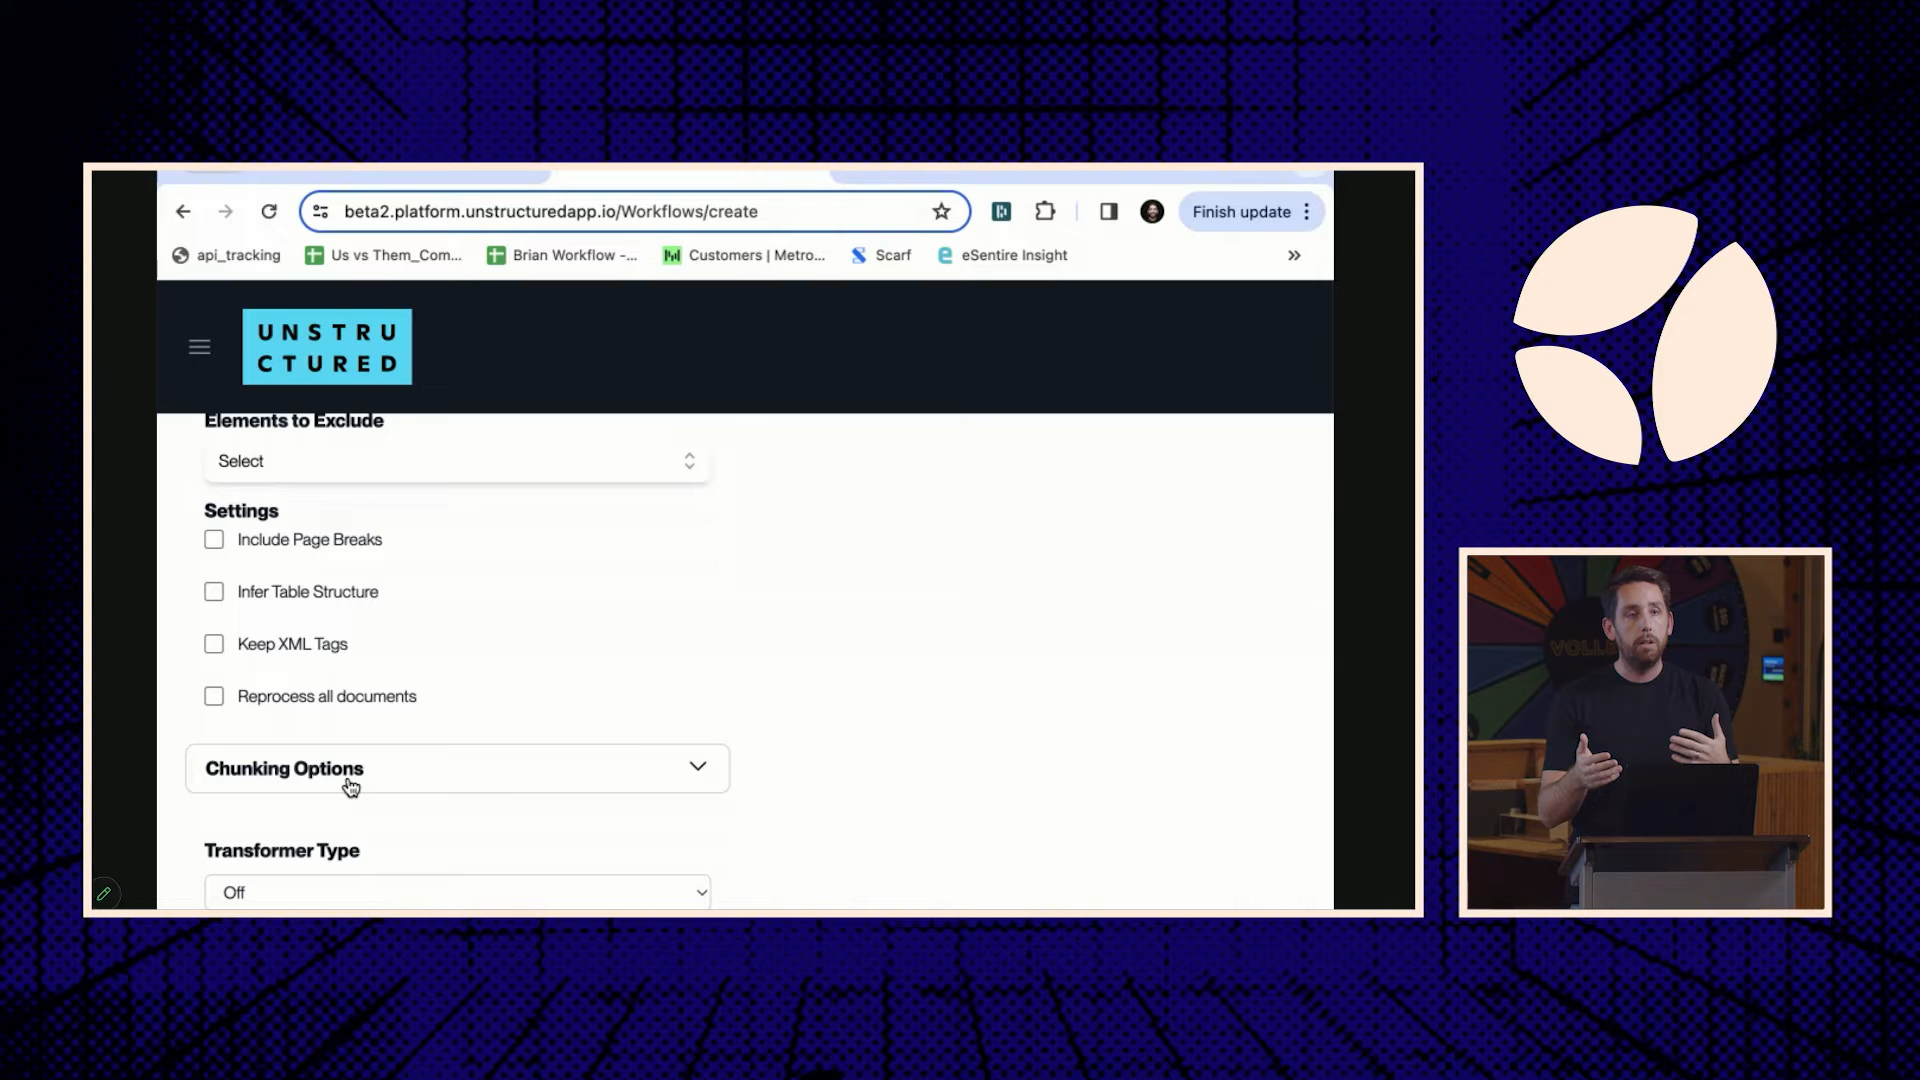 beta2.platform.unstructuredapp.io/Workflows/create
Finish update
api_tracking
Us vs Them_Com...
Brian Workflow -...
Customers | Metro...
Scarf
eSentire Insight
UNSTRU
CTURED
Elements to Exclude
Select
Settings
Include Page Breaks
Infer Table Structure
Keep XML Tags
Reprocess all documents
Chunking Options
Transformer Type
Off